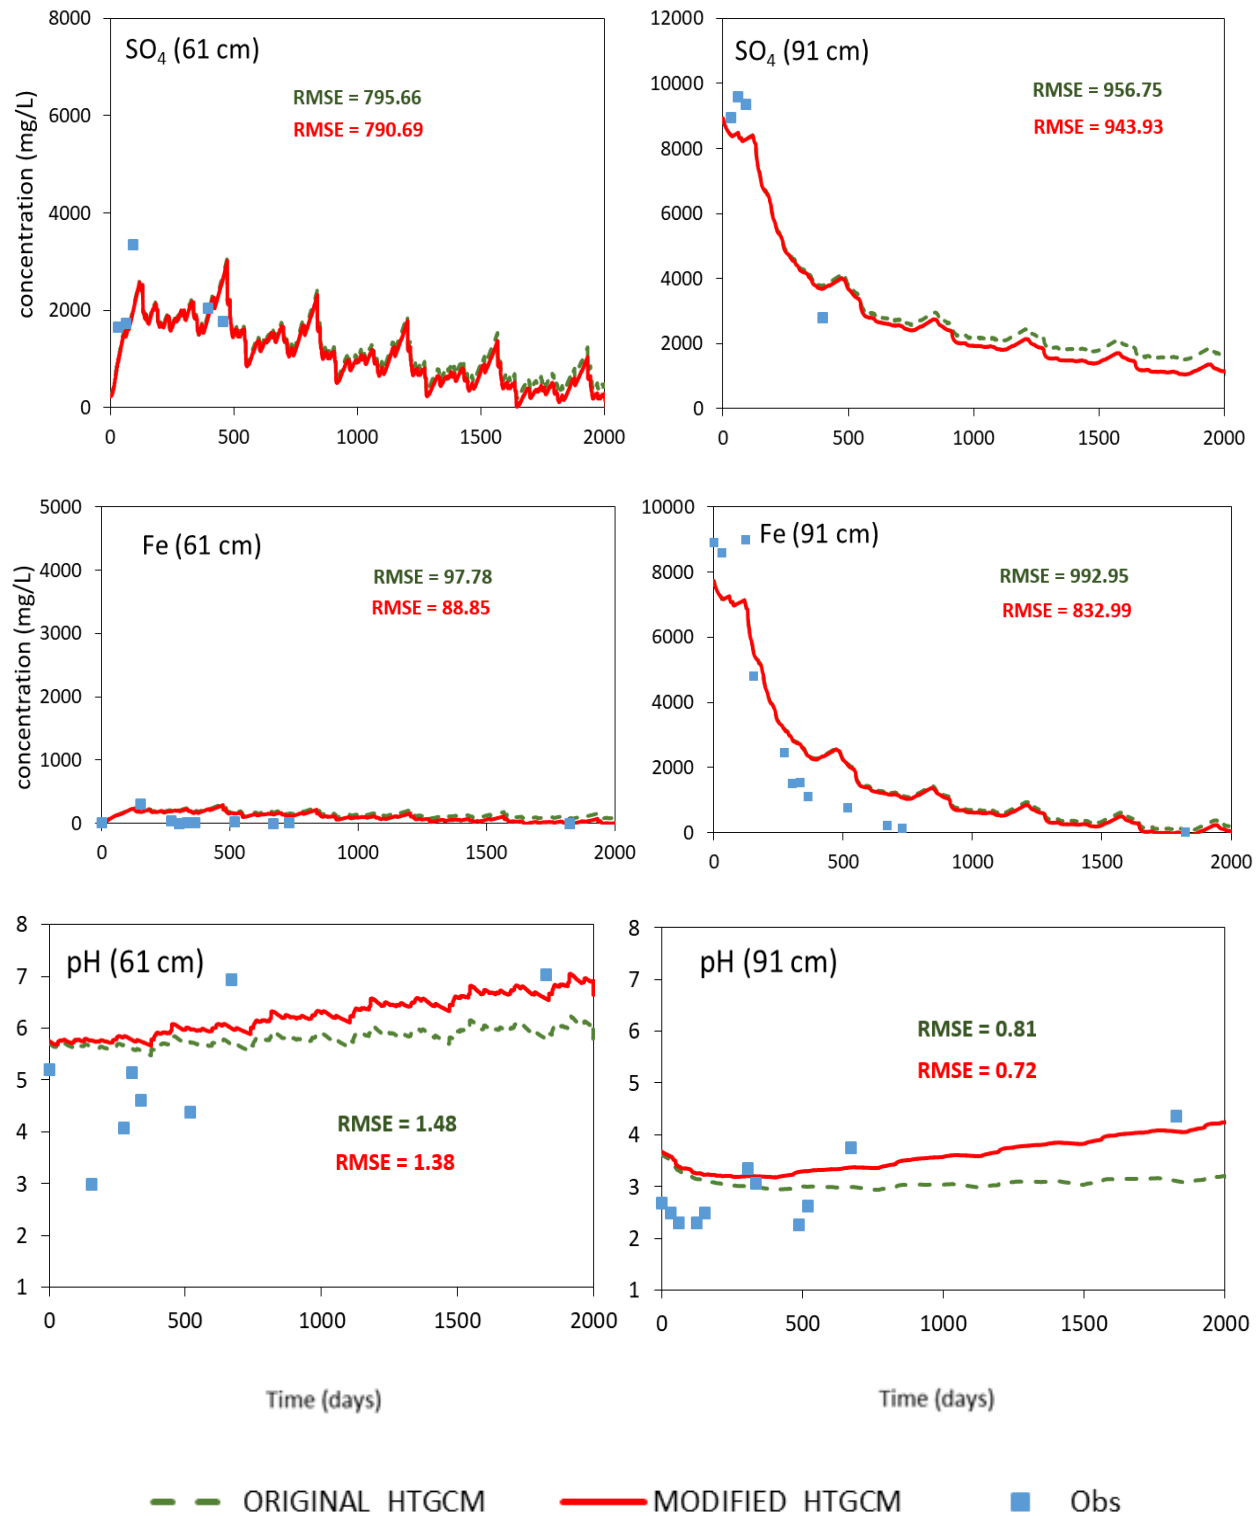 SO4 (61 cm)
RMSE = 795.66
RMSE = 790.69
concentration (mg/L)
8000
6000
4000
2000
0
0 500 1000 1500 2000
SO4 (91 cm)
RMSE = 956.75
RMSE = 943.93
12000
10000
8000
6000
4000
2000
0
0 500 1000 1500 2000
Fe (61 cm)
RMSE = 97.78
RMSE = 88.85
concentration (mg/L)
5000
4000
3000
2000
1000
0
0 500 1000 1500 2000
Fe (91 cm)
RMSE = 992.95
RMSE = 832.99
10000
8000
6000
4000
2000
0
0 500 1000 1500 2000
pH (61 cm)
RMSE = 1.48
RMSE = 1.38
8
7
6
5
4
3
2
1
0 500 1000 1500 2000
Time (days)
pH (91 cm)
RMSE = 0.81
RMSE = 0.72
8
7
6
5
4
3
2
1
0 500 1000 1500 2000
Time (days)
ORIGINAL HTGCM
MODIFIED HTGCM
Obs